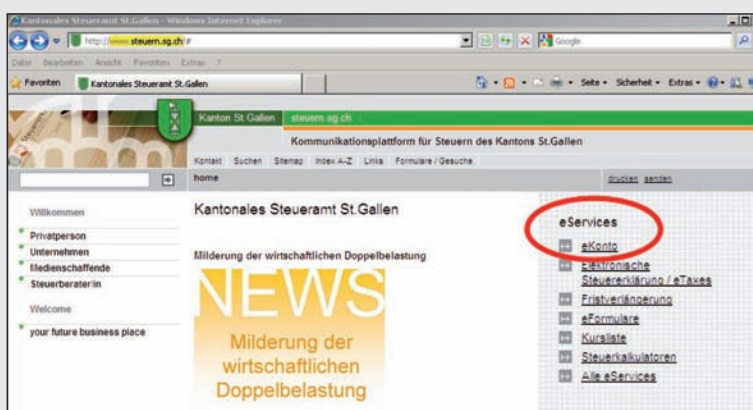 Kantonales Steueramt St.Gallen - Windows Internet Explorer
http://www.steuern.sg.ch/#
Google
Datei Bearbeiten Ansicht Favoriten Extras ?
Favoriten Kantonales Steueramt St.Gallen
Seite Sicherheit Extras
Kanton St.Gallen steuern.sg.ch
Kommunikationsplattform für Steuern des Kantons St.Gallen
Kontakt Suchen Sitemap Index A-Z Links Formulare / Gesuche
home drucken senden
Willkommen
Privatperson
Unternehmen
Medienschaffende
SteuerberaterIn
Welcome
your future business place
Kantonales Steueramt St.Gallen
Milderung der wirtschaftlichen Doppelbelastung
NEWS
Milderung der
wirtschaftlichen
Doppelbelastung
eServices
eKonto
Elektronische
Steuererklärung / eTaxes
Fristverlängerung
eFormulare
Kursliste
Steuerkalkulatoren
Alle eServices